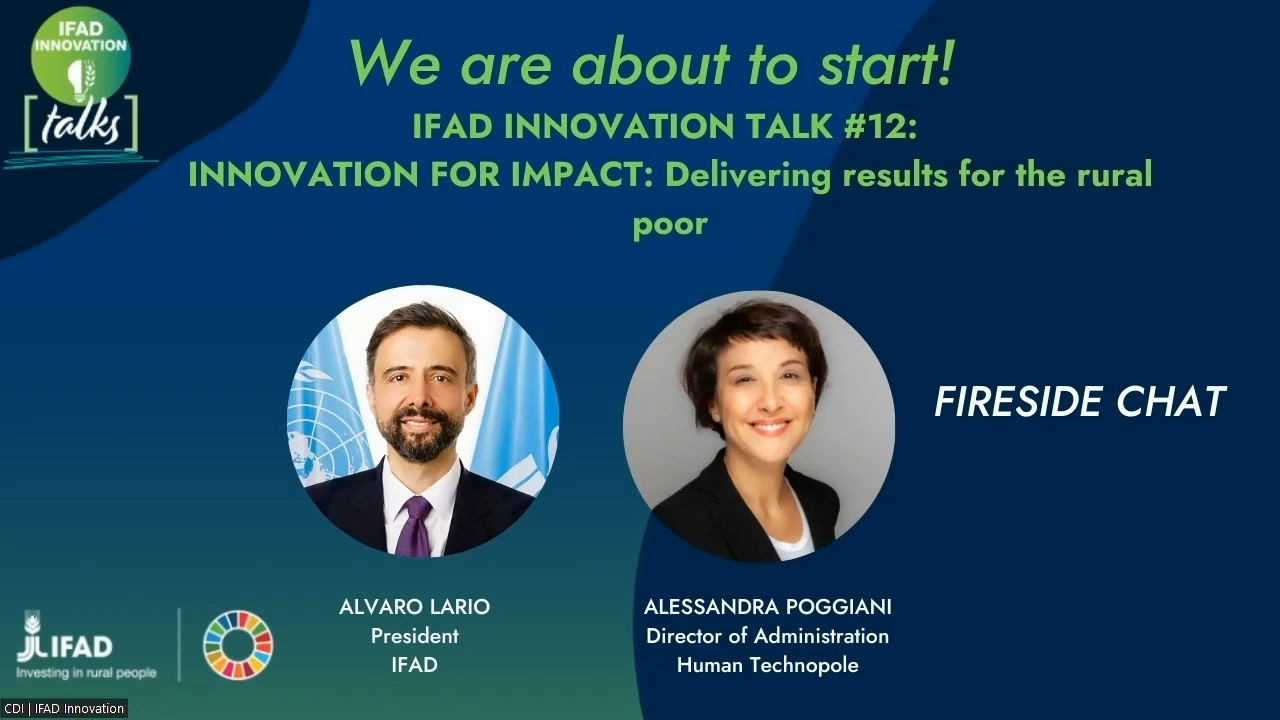 IFAD
INNOVATION
[talks]
We are about to start!
IFAD INNOVATION TALK #12:
INNOVATION FOR IMPACT: Delivering results for the rural
poor
FIRESIDE CHAT
ALVARO LARIO
President
IFAD
ALESSANDRA POGGIANI
Director of Administration
Human Technopole
IFAD
Investing in rural people
CDI | IFAD Innovation